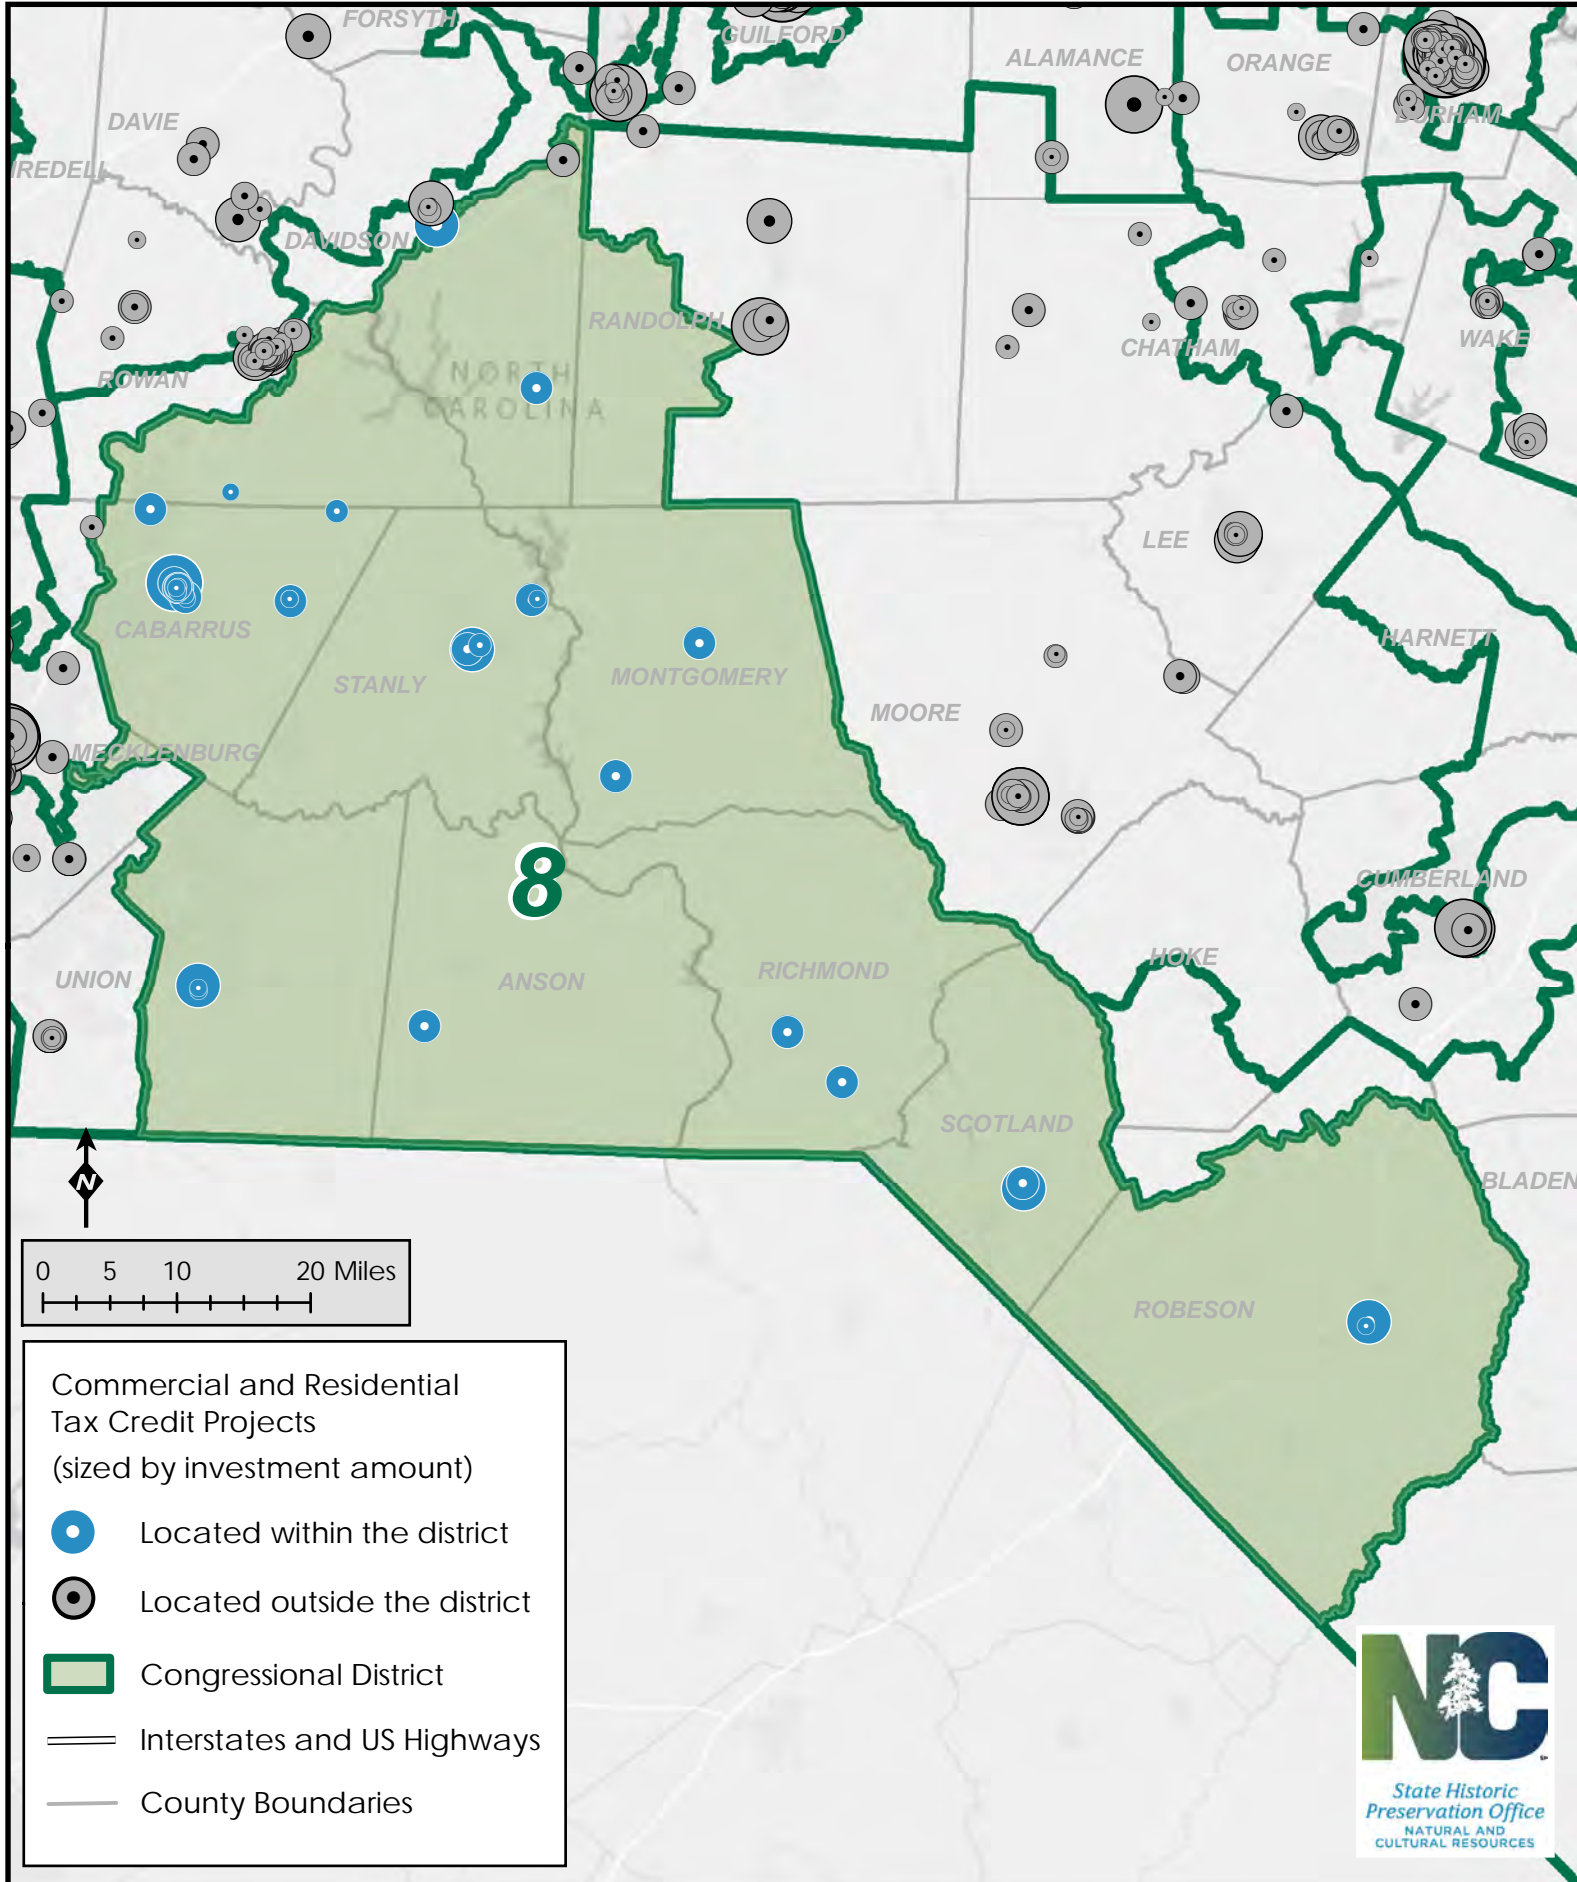 FORSYTH
GUILFORD
ALAMANCE
ORANGE
DURHAM
DAVIE
IREDELL
DAVIDSON
RANDOLPH
CHATHAM
WAKE
ROWAN
NORTH
CAROLINA
LEE
CABARRUS
HARNETT
STANLY
MONTGOMERY
MOORE
MECKLENBURG
8
CUMBERLAND
UNION
ANSON
RICHMOND
HOKE
SCOTLAND
BLADEN
N
ROBESON
0 5 10 20 Miles
Commercial and Residential
Tax Credit Projects
(sized by investment amount)
Located within the district
Located outside the district
Congressional District
Interstates and US Highways
County Boundaries
NC
State Historic
Preservation Office
NATURAL AND
CULTURAL RESOURCES